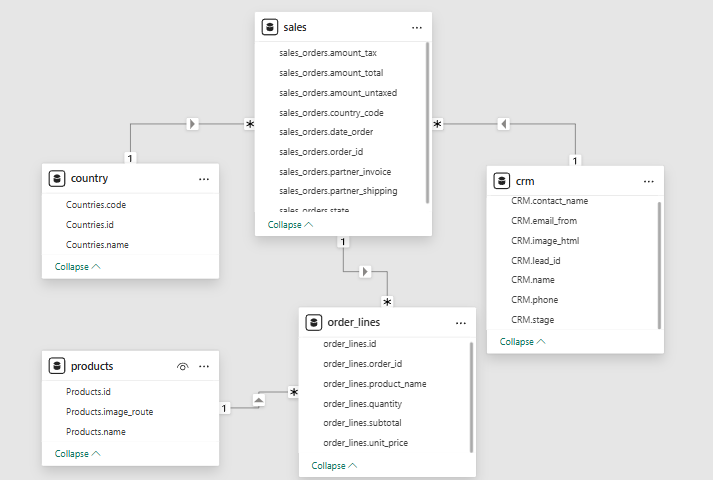 sales
sales_orders.amount_tax
sales_orders.amount_total
sales_orders.amount_untaxed
sales_orders.country_code
sales_orders.date_order
sales_orders.order_id
sales_orders.partner_invoice
sales_orders.partner_shipping
sales_orders.state
Collapse
1
*
*
1
country
Countries.code
Countries.id
Countries.name
Collapse
crm
CRM.contact_name
CRM.email_from
CRM.image_html
CRM.lead_id
CRM.name
CRM.phone
CRM.stage
Collapse
1
*
order_lines
order_lines.id
order_lines.order_id
order_lines.product_name
order_lines.quantity
order_lines.subtotal
order_lines.unit_price
Collapse
products
Products.id
Products.image_route
Products.name
Collapse
1
*